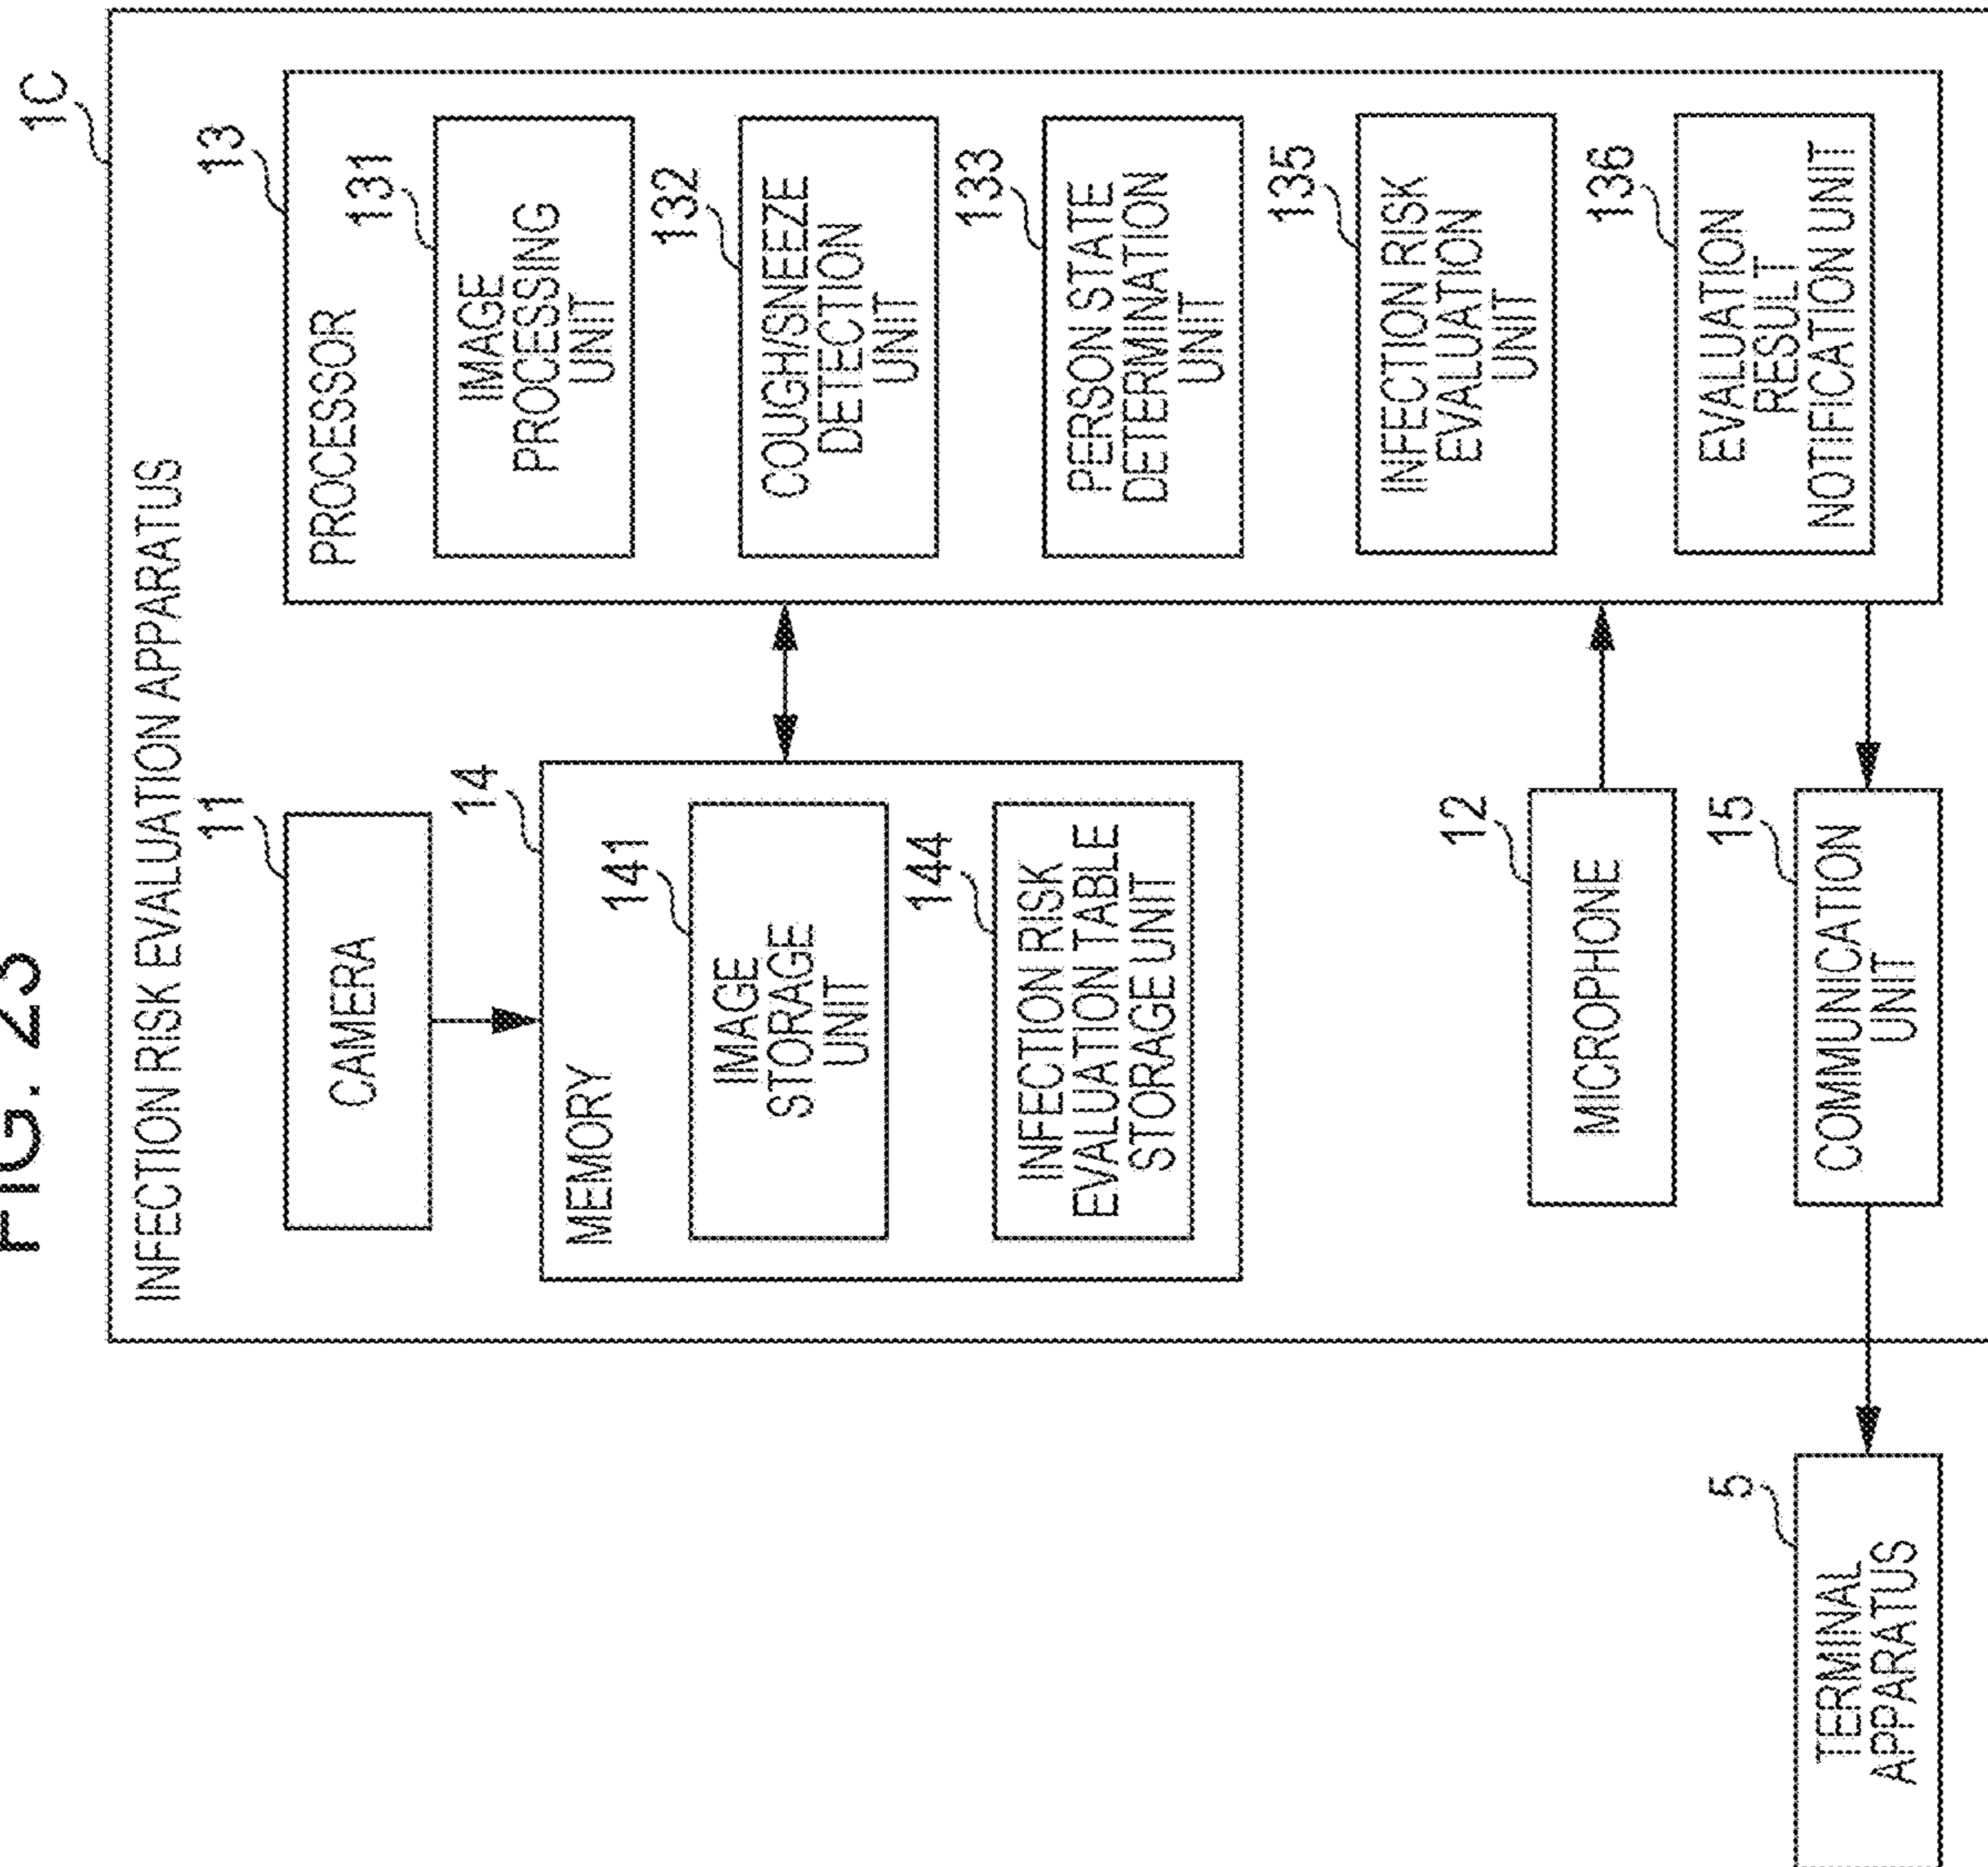 FIG. 23
1C
INFECTION RISK EVALUATION APPARATUS
11
CAMERA
14
MEMORY
141
IMAGE
STORAGE
UNIT
144
INFECTION RISK
EVALUATION TABLE
STORAGE UNIT
12
MICROPHONE
15
COMMUNICATION
UNIT
13
PROCESSOR
131
IMAGE
PROCESSING
UNIT
132
COUGH/SNEEZE
DETECTION
UNIT
133
PERSON STATE
DETERMINATION
UNIT
135
INFECTION RISK
EVALUATION
UNIT
136
EVALUATION
RESULT
NOTIFICATION UNIT
5
TERMINAL
APPARATUS